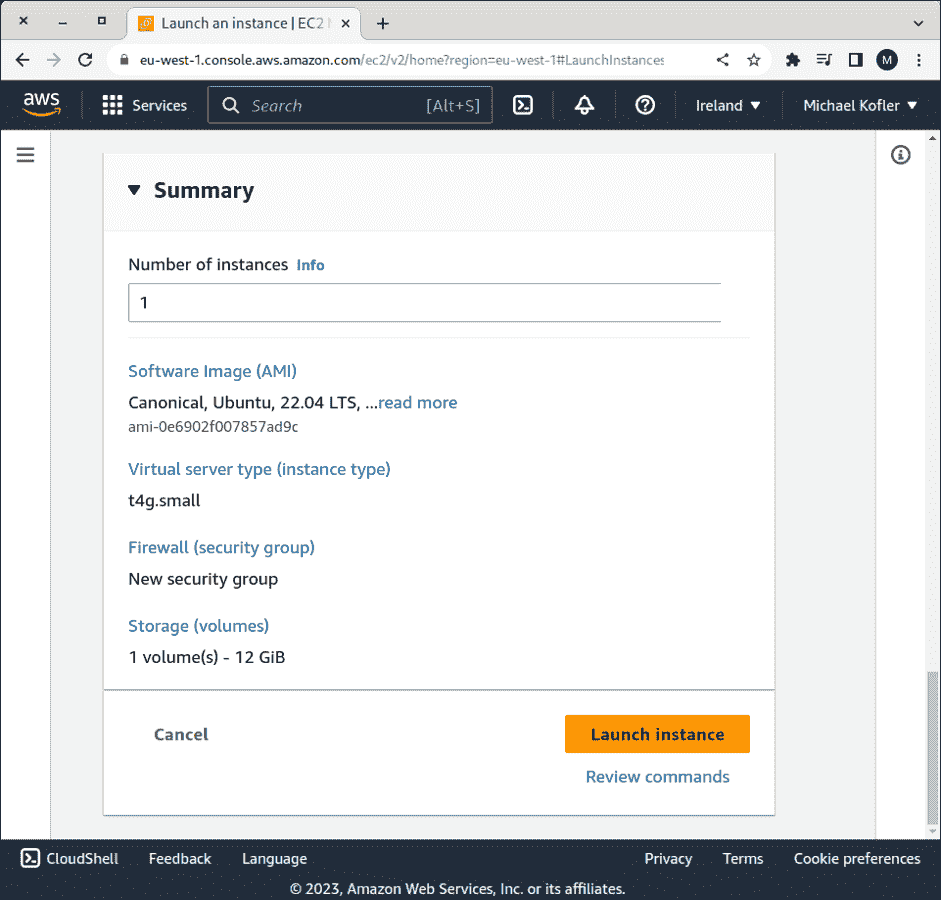 Launch an instance | EC2 M
eu-west-1.console.aws.amazon.com/ec2/v2/home?region=eu-west-1#LaunchInstances:
M
aws
Services
Search
[Alt+S]
Ireland ▼
Michael Kofler ▼
▼ Summary
Number of instances Info
1
Software Image (AMI)
Canonical, Ubuntu, 22.04 LTS, ...read more
ami-0e6902f007857ad9c
Virtual server type (instance type)
t4g.small
Firewall (security group)
New security group
Storage (volumes)
1 volume(s) - 12 GiB
Cancel
Launch instance
Review commands
CloudShell
Feedback
Language
Privacy
Terms
Cookie preferences
© 2023, Amazon Web Services, Inc. or its affiliates.